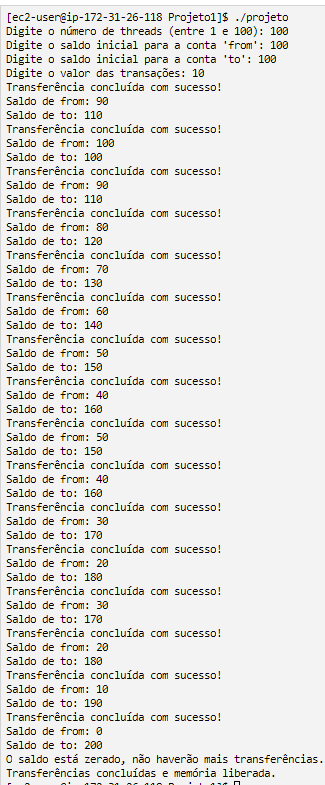 [ec2-user@ip-172-31-26-118 Projeto1]$ ./projeto
Digite o número de threads (entre 1 e 100): 100
Digite o saldo inicial para a conta 'from': 100
Digite o saldo inicial para a conta 'to': 100
Digite o valor das transações: 10
Transferência concluída com sucesso!
Saldo de from: 90
Saldo de to: 110
Transferência concluída com sucesso!
Saldo de from: 100
Saldo de to: 100
Transferência concluída com sucesso!
Saldo de from: 90
Saldo de to: 110
Transferência concluída com sucesso!
Saldo de from: 80
Saldo de to: 120
Transferência concluída com sucesso!
Saldo de from: 70
Saldo de to: 130
Transferência concluída com sucesso!
Saldo de from: 60
Saldo de to: 140
Transferência concluída com sucesso!
Saldo de from: 50
Saldo de to: 150
Transferência concluída com sucesso!
Saldo de from: 40
Saldo de to: 160
Transferência concluída com sucesso!
Saldo de from: 50
Saldo de to: 150
Transferência concluída com sucesso!
Saldo de from: 40
Saldo de to: 160
Transferência concluída com sucesso!
Saldo de from: 30
Saldo de to: 170
Transferência concluída com sucesso!
Saldo de from: 20
Saldo de to: 180
Transferência concluída com sucesso!
Saldo de from: 30
Saldo de to: 170
Transferência concluída com sucesso!
Saldo de from: 20
Saldo de to: 180
Transferência concluída com sucesso!
Saldo de from: 10
Saldo de to: 190
Transferência concluída com sucesso!
Saldo de from: 0
Saldo de to: 200
O saldo está zerado, não haverão mais transferências.
Transferências concluídas e memória liberada.